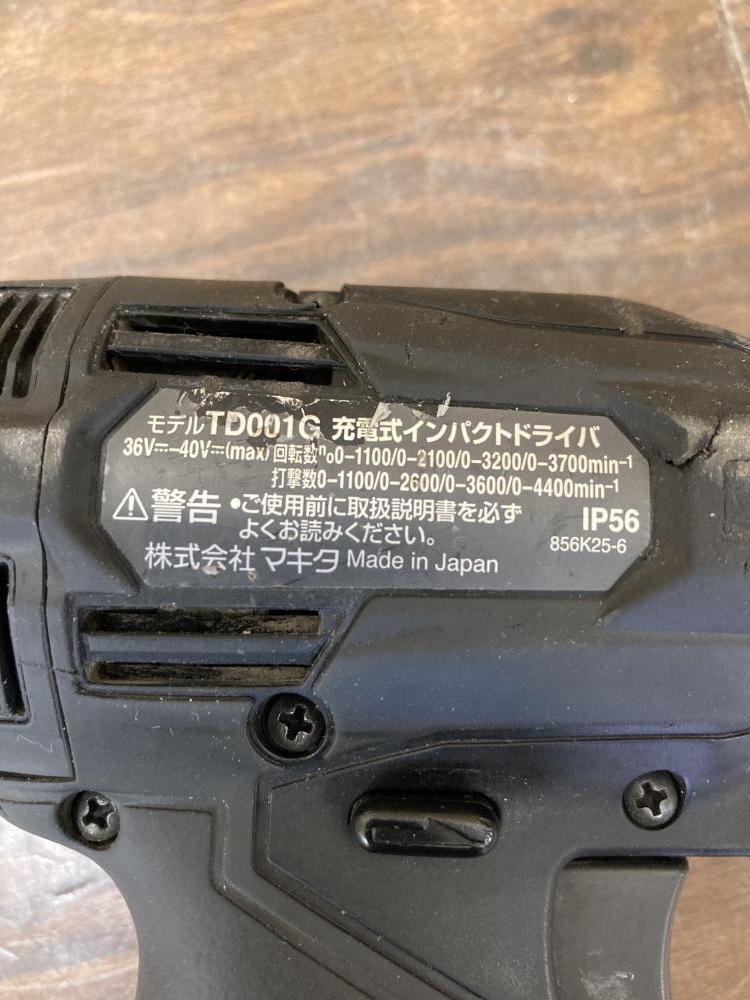 モデルTD001G 充電式インパクトドライバ
36V⎓-40V⎓(max) 回転数n₀0-1100/0-2100/0-3200/0-3700min⁻¹
打撃数0-1100/0-2600/0-3600/0-4400min⁻¹
⚠警告 •ご使用前に取扱説明書を必ず
よくお読みください。
IP56
856K25-6
株式会社 マキタ Made in Japan